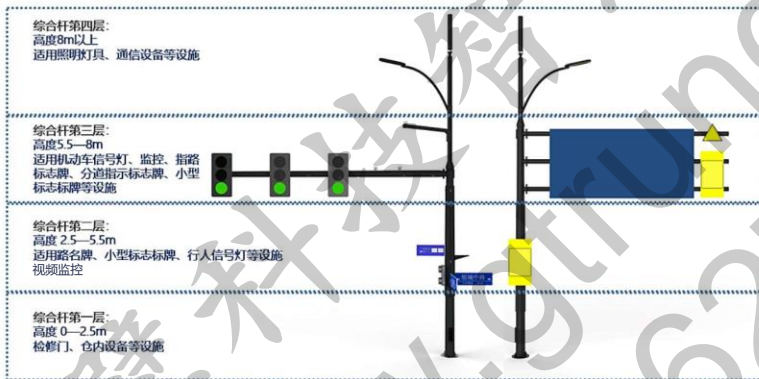 综合杆第四层：
高度8m以上
适用照明灯具、通信设备等设施
综合杆第三层：
高度5.5—8m
适用机动车信号灯、监控、指路
标志牌、分道指示标志牌、小型
标志标牌等设施
综合杆第二层：
高度 2.5—5.5m
适用路名牌、小型标志标牌、行人信号灯等设施
视频监控
综合杆第一层：
高度 0—2.5m
检修门、仓内设备等设施
科技智